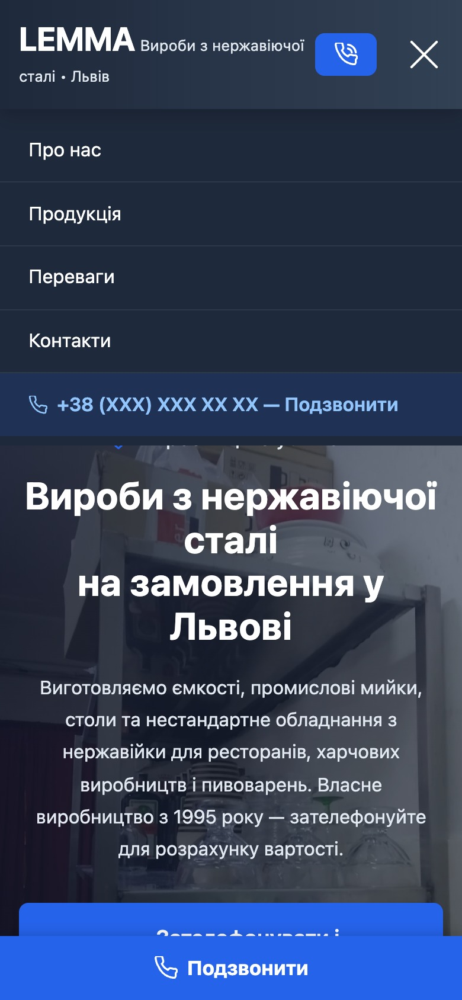 LEMMA Вироби з нержавіючої
сталі • Львів
Про нас
Продукція
Переваги
Контакти
+38 (XXX) XXX XX XX — Подзвонити
Вироби з нержавіючої
сталі
на замовлення у
Львові
Виготовляємо ємкості, промислові мийки,
столи та нестандартне обладнання з
нержавійки для ресторанів, харчових
виробництв і пивоварень. Власне
виробництво з 1995 року — зателефонуйте
для розрахунку вартості.
Зателефонувати і
Подзвонити